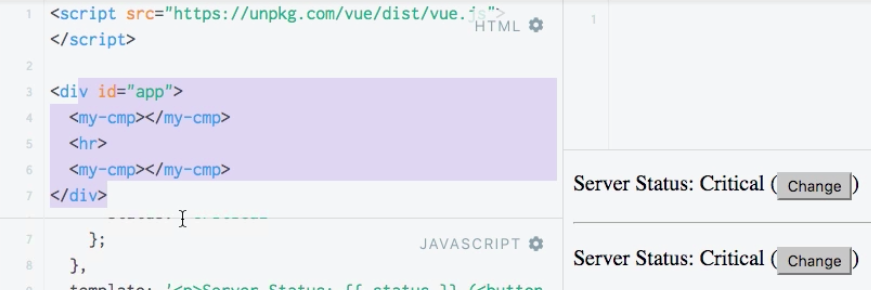 1 <script src="https://unpkg.com/vue/dist/vue.js">
HTML
</script>
2
3 <div id="app">
4 <my-cmp></my-cmp>
5 <hr>
6 <my-cmp></my-cmp>
7 </div>
7 };
JAVASCRIPT
8 },
template: '<p>Server Status: {{ status }} (<button
1
Server Status: Critical (Change)
Server Status: Critical (Change)